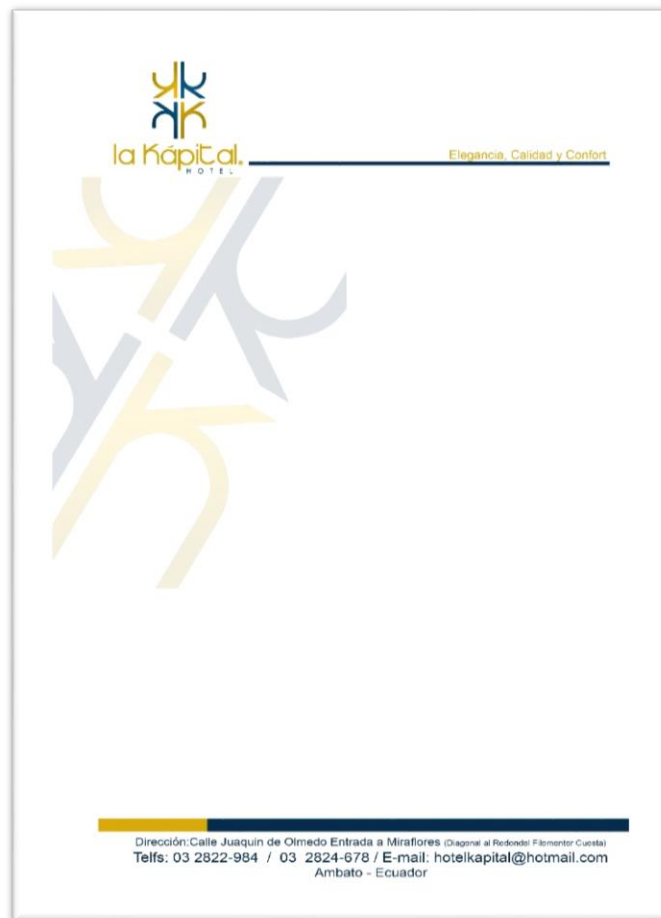 la Kápital.
HOTEL
Elegancia, Calidad y Confort
Dirección:Calle Juaquin de Olmedo Entrada a Miraflores (Diagonal al Redondel Filomentor Cuesta)
Telfs: 03 2822-984 / 03 2824-678 / E-mail: hotelkapital@hotmail.com
Ambato - Ecuador